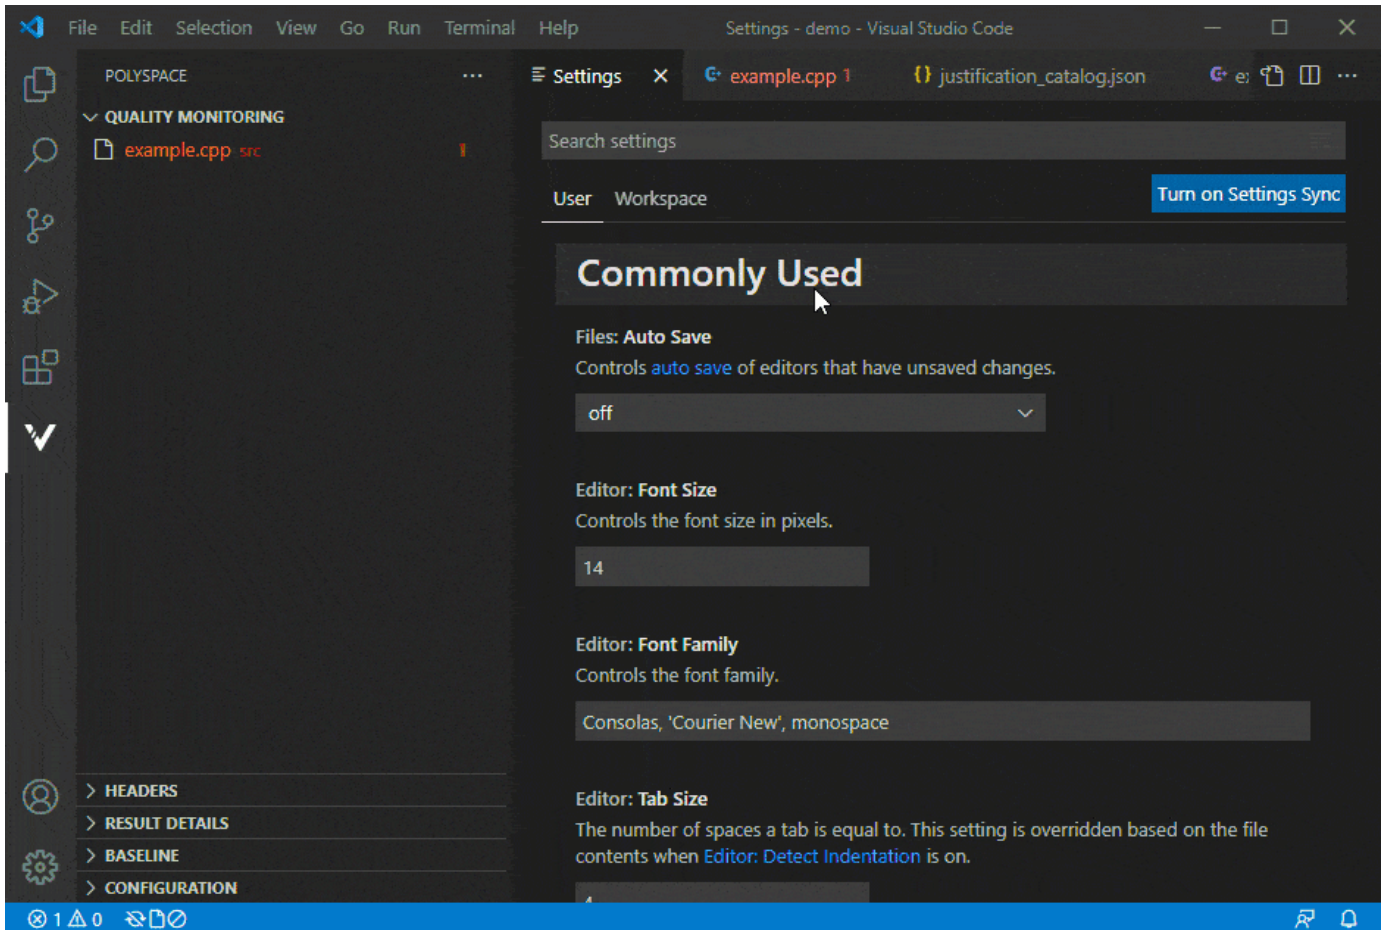 File Edit Selection View Go Run Terminal Help Settings - demo - Visual Studio Code
POLYSPACE
QUALITY MONITORING
example.cpp src
HEADERS
RESULT DETAILS
BASELINE
CONFIGURATION
Settings example.cpp 1 {} justification_catalog.json
Search settings
User Workspace Turn on Settings Sync
Commonly Used
Files: Auto Save
Controls auto save of editors that have unsaved changes.
off
Editor: Font Size
Controls the font size in pixels.
14
Editor: Font Family
Controls the font family.
Consolas, 'Courier New', monospace
Editor: Tab Size
The number of spaces a tab is equal to. This setting is overridden based on the file
contents when Editor: Detect Indentation is on.
1 0